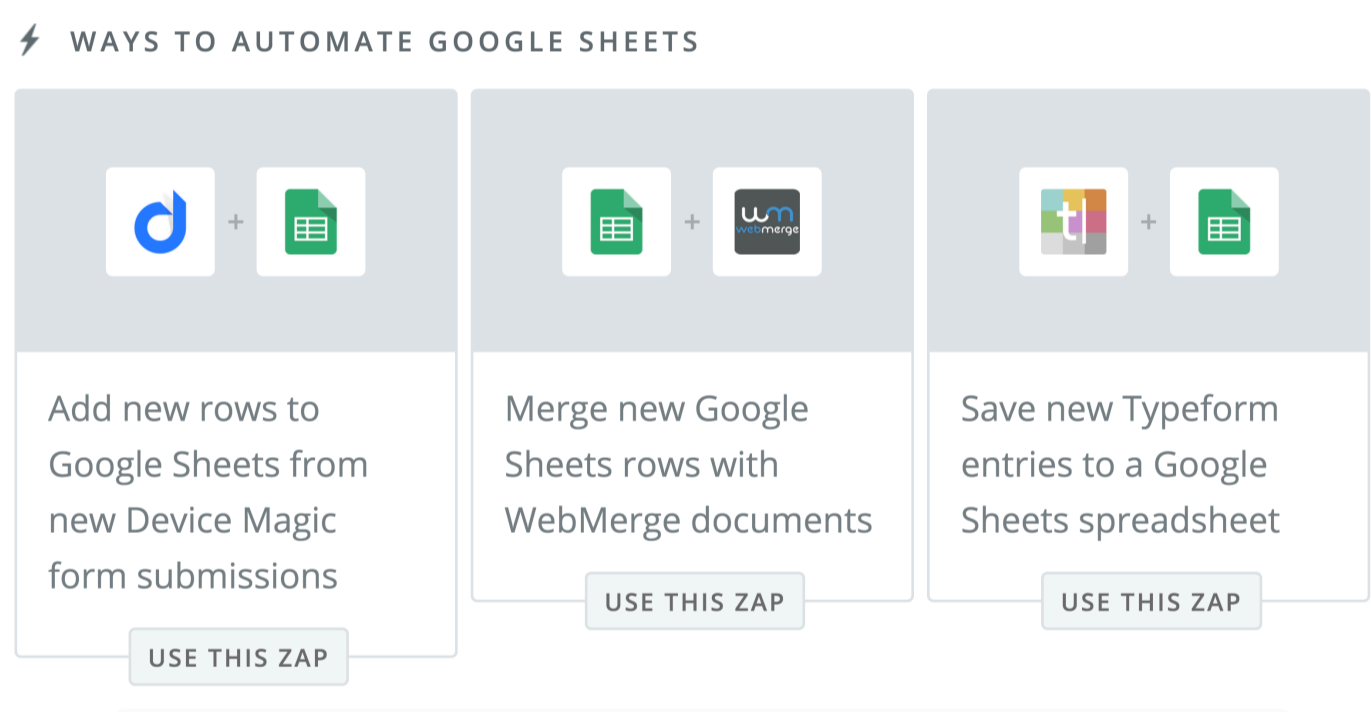 WAYS TO AUTOMATE GOOGLE SHEETS
+
wm
webmerge
+
tl
+
Add new rows to
Google Sheets from
new Device Magic
form submissions
USE THIS ZAP
Merge new Google
Sheets rows with
WebMerge documents
USE THIS ZAP
Save new Typeform
entries to a Google
Sheets spreadsheet
USE THIS ZAP